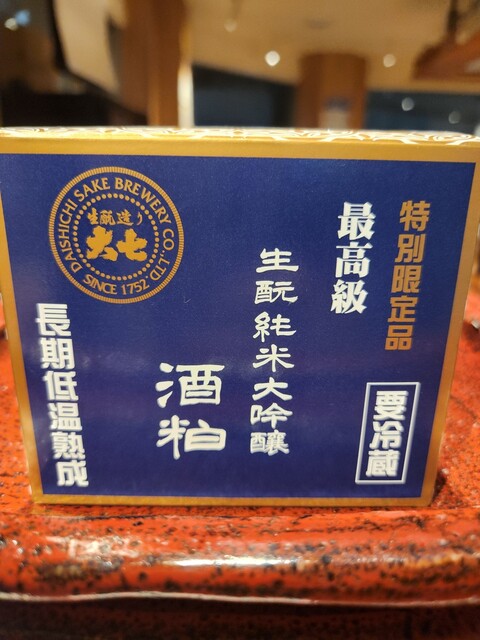 特別限定品
最高級
要冷蔵
生酛純米大吟醸
酒粕
長期低温熟成
DAISHICHI SAKE BREWERY CO.,LTD.
生酛造り
大七
SINCE 1752